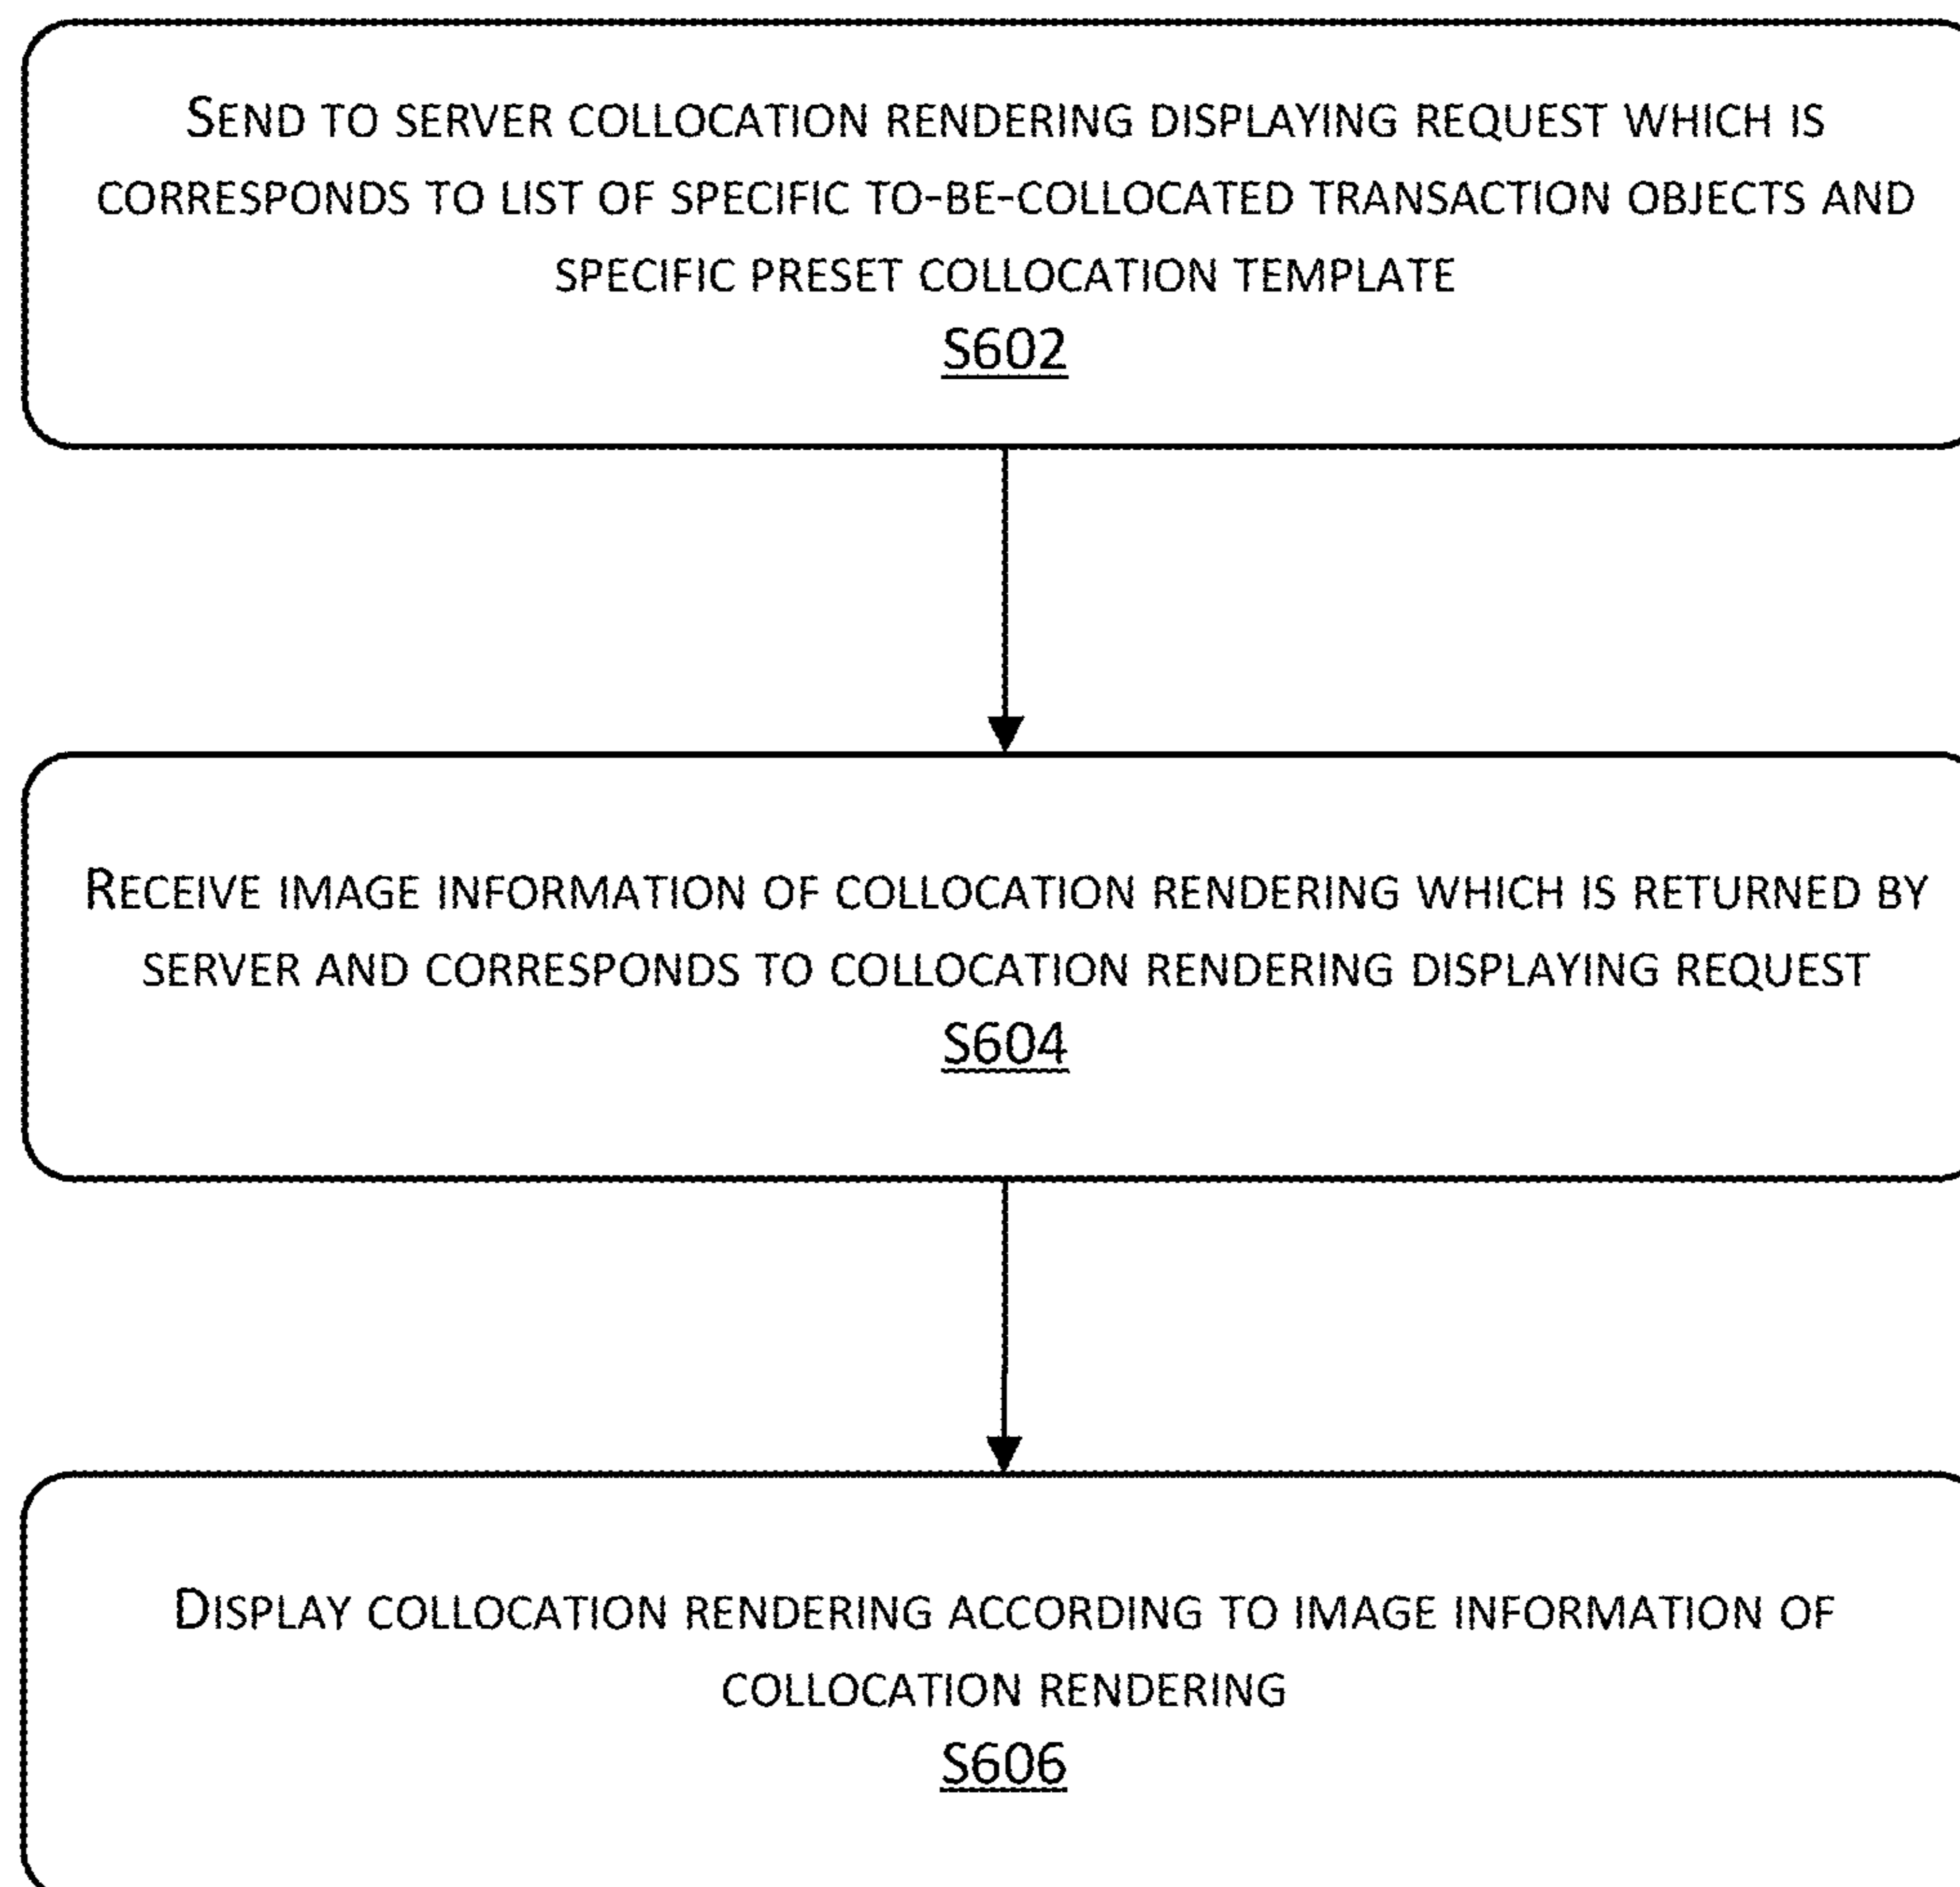 SEND TO SERVER COLLOCATION RENDERING DISPLAYING REQUEST WHICH IS
CORRESPONDS TO LIST OF SPECIFIC TO-BE-COLLOCATED TRANSACTION OBJECTS AND
SPECIFIC PRESET COLLOCATION TEMPLATE
S602
RECEIVE IMAGE INFORMATION OF COLLOCATION RENDERING WHICH IS RETURNED BY
SERVER AND CORRESPONDS TO COLLOCATION RENDERING DISPLAYING REQUEST
S604
DISPLAY COLLOCATION RENDERING ACCORDING TO IMAGE INFORMATION OF
COLLOCATION RENDERING
S606